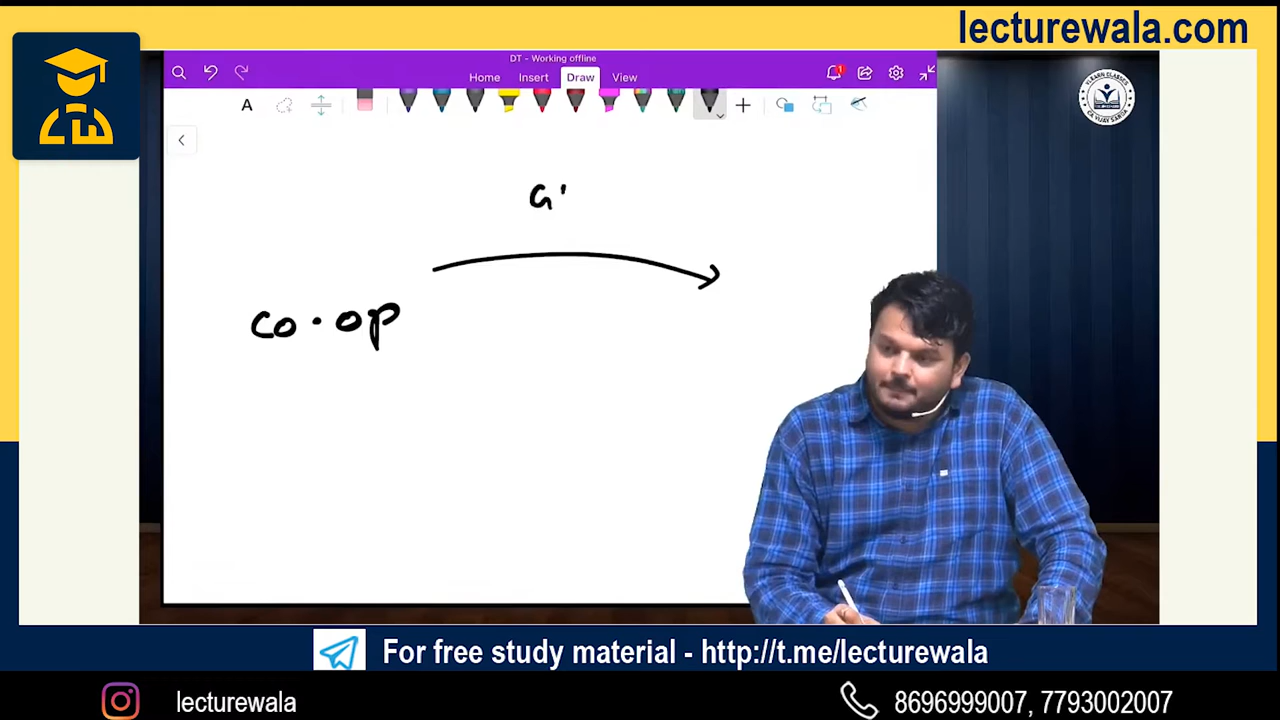 lecturewala.com
DT - Working offline
Home Insert Draw View
A
G'
co.op
For free study material - http://t.me/lecturewala
lecturewala
8696999007, 7793002007